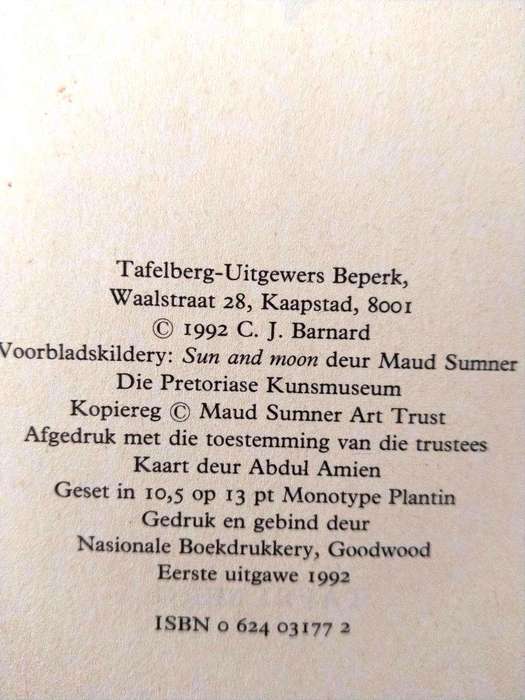 Tafelberg-Uitgewers Beperk,
Waalstraat 28, Kaapstad, 8001
© 1992 C. J. Barnard
Voorbladskildery: Sun and moon deur Maud Sumner
Die Pretoriase Kunsmuseum
Kopiereg © Maud Sumner Art Trust
Afgedruk met die toestemming van die trustees
Kaart deur Abdul Amien
Geset in 10,5 op 13 pt Monotype Plantin
Gedruk en gebind deur
Nasionale Boekdrukkery, Goodwood
Eerste uitgawe 1992
ISBN 0 624 03177 2